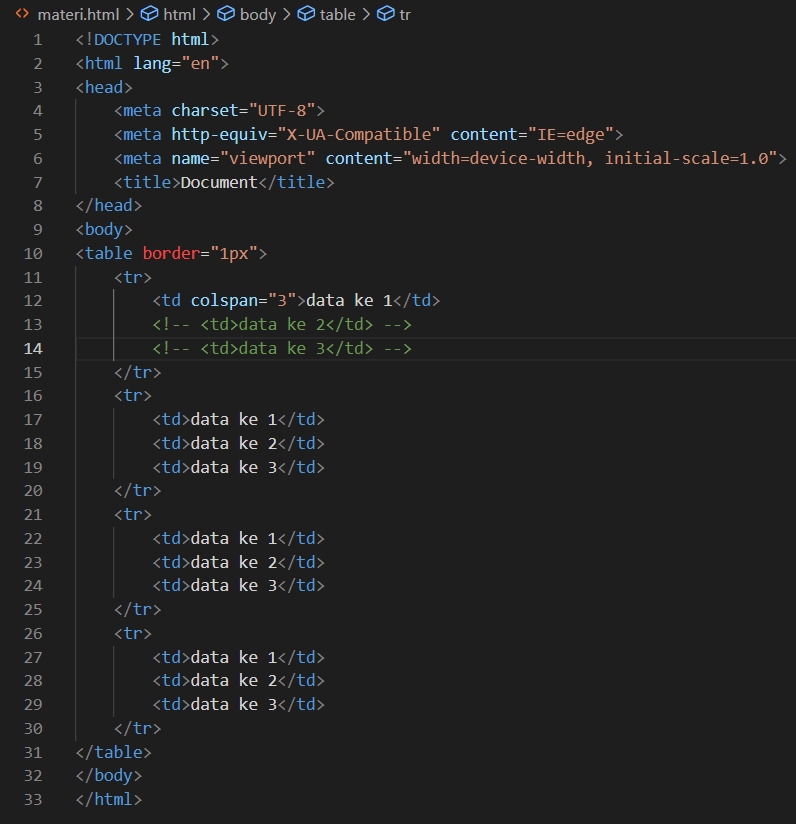 <> materi.html > html > body > table > tr
1 <!DOCTYPE html>
2 <html lang="en">
3 <head>
4     <meta charset="UTF-8">
5     <meta http-equiv="X-UA-Compatible" content="IE=edge">
6     <meta name="viewport" content="width=device-width, initial-scale=1.0">
7     <title>Document</title>
8 </head>
9 <body>
10 <table border="1px">
11     <tr>
12         <td colspan="3">data ke 1</td>
13         <!-- <td>data ke 2</td> -->
14         <!-- <td>data ke 3</td> -->
15     </tr>
16     <tr>
17         <td>data ke 1</td>
18         <td>data ke 2</td>
19         <td>data ke 3</td>
20     </tr>
21     <tr>
22         <td>data ke 1</td>
23         <td>data ke 2</td>
24         <td>data ke 3</td>
25     </tr>
26     <tr>
27         <td>data ke 1</td>
28         <td>data ke 2</td>
29         <td>data ke 3</td>
30     </tr>
31 </table>
32 </body>
33 </html>